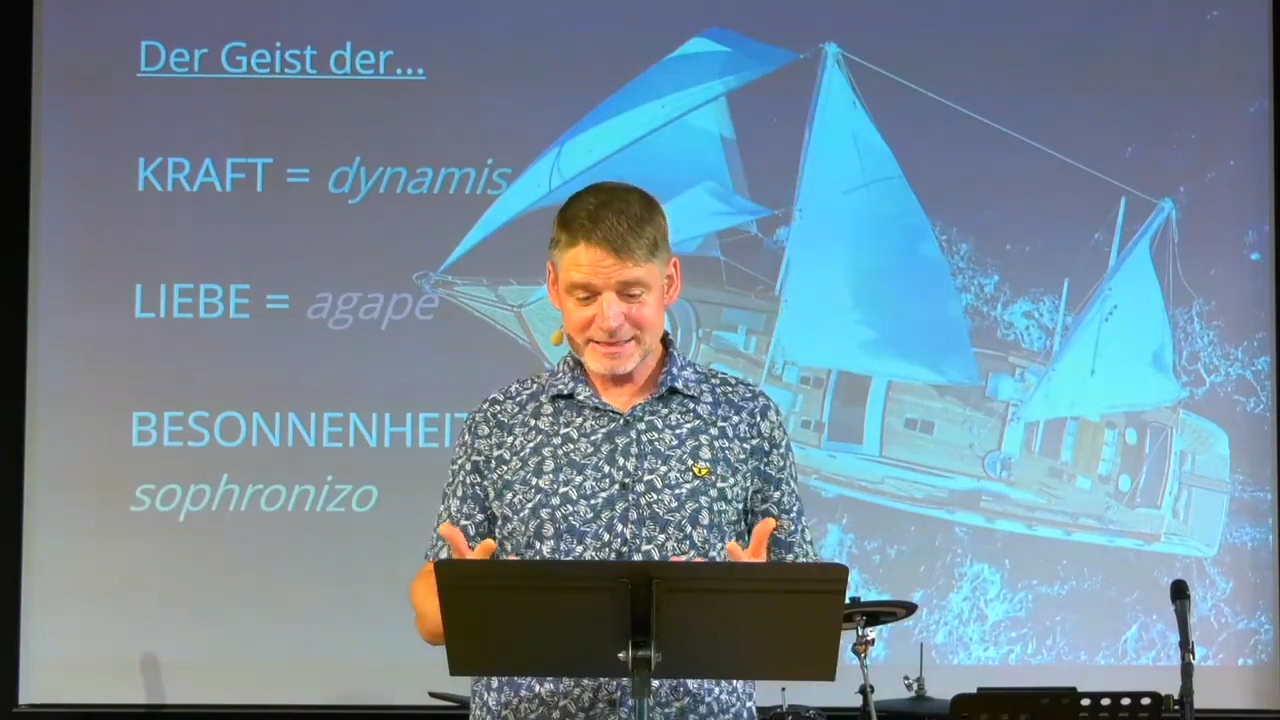 Der Geist der...
KRAFT = dynamis
LIEBE = agape
BESONNENHEIT
sophronizo